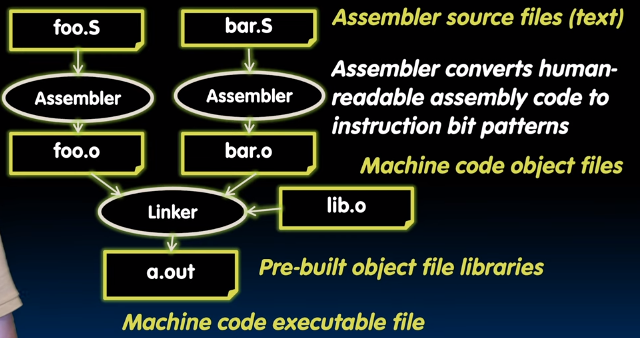 foo.S
bar.S
Assembler source files (text)
Assembler
Assembler
Assembler converts human-
readable assembly code to
instruction bit patterns
foo.o
bar.o
Machine code object files
Linker
lib.o
a.out
Pre-built object file libraries
Machine code executable file